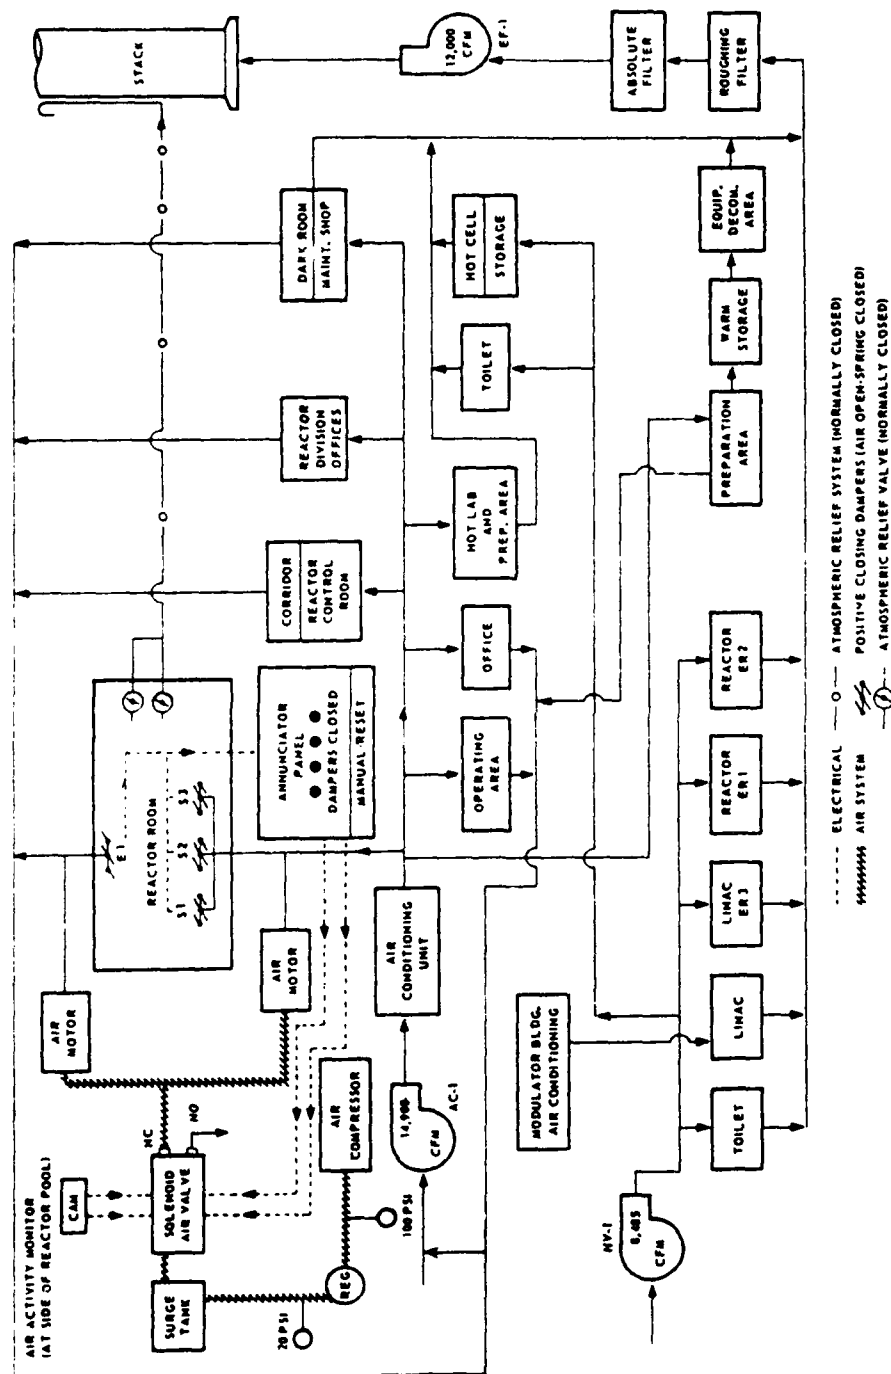 AIR ACTIVITY MONITOR
(AT SIDE OF REACTOR POOL)
CAM
SURGE
TANK
SOLENOID
AIR VALVE
NC
NO
20 PSI
REG
100 PSI
AIR
COMPRESSOR
AIR
MOTOR
AIR
MOTOR
E1
REACTOR ROOM
S1
S2
S3
ANNUNCIATOR
PANEL
DAMPERS CLOSED
MANUAL RESET
CORRIDOR
REACTOR
CONTROL
ROOM
REACTOR
DIVISION
OFFICES
DARK ROOM
MAINT. SHOP
STACK
14,900
CFM
AC-1
AIR
CONDITIONING
UNIT
OPERATING
AREA
OFFICE
HOT LAB
AND
PREP. AREA
TOILET
HOT CELL
STORAGE
12,000
CFM
EF-1
MODULATOR BLDG.
AIR CONDITIONING
ABSOLUTE
FILTER
HV-1
8,485
CFM
TOILET
LINAC
LINAC
ER3
REACTOR
ER1
REACTOR
ER2
PREPARATION
AREA
WARM
STORAGE
EQUIP.
DECON.
AREA
ROUGHING
FILTER
ELECTRICAL
ATMOSPHERIC RELIEF SYSTEM (NORMALLY CLOSED)
AIR SYSTEM
POSITIVE CLOSING DAMPERS (AIR OPEN-SPRING CLOSED)
ATMOSPHERIC RELIEF VALVE (NORMALLY CLOSED)